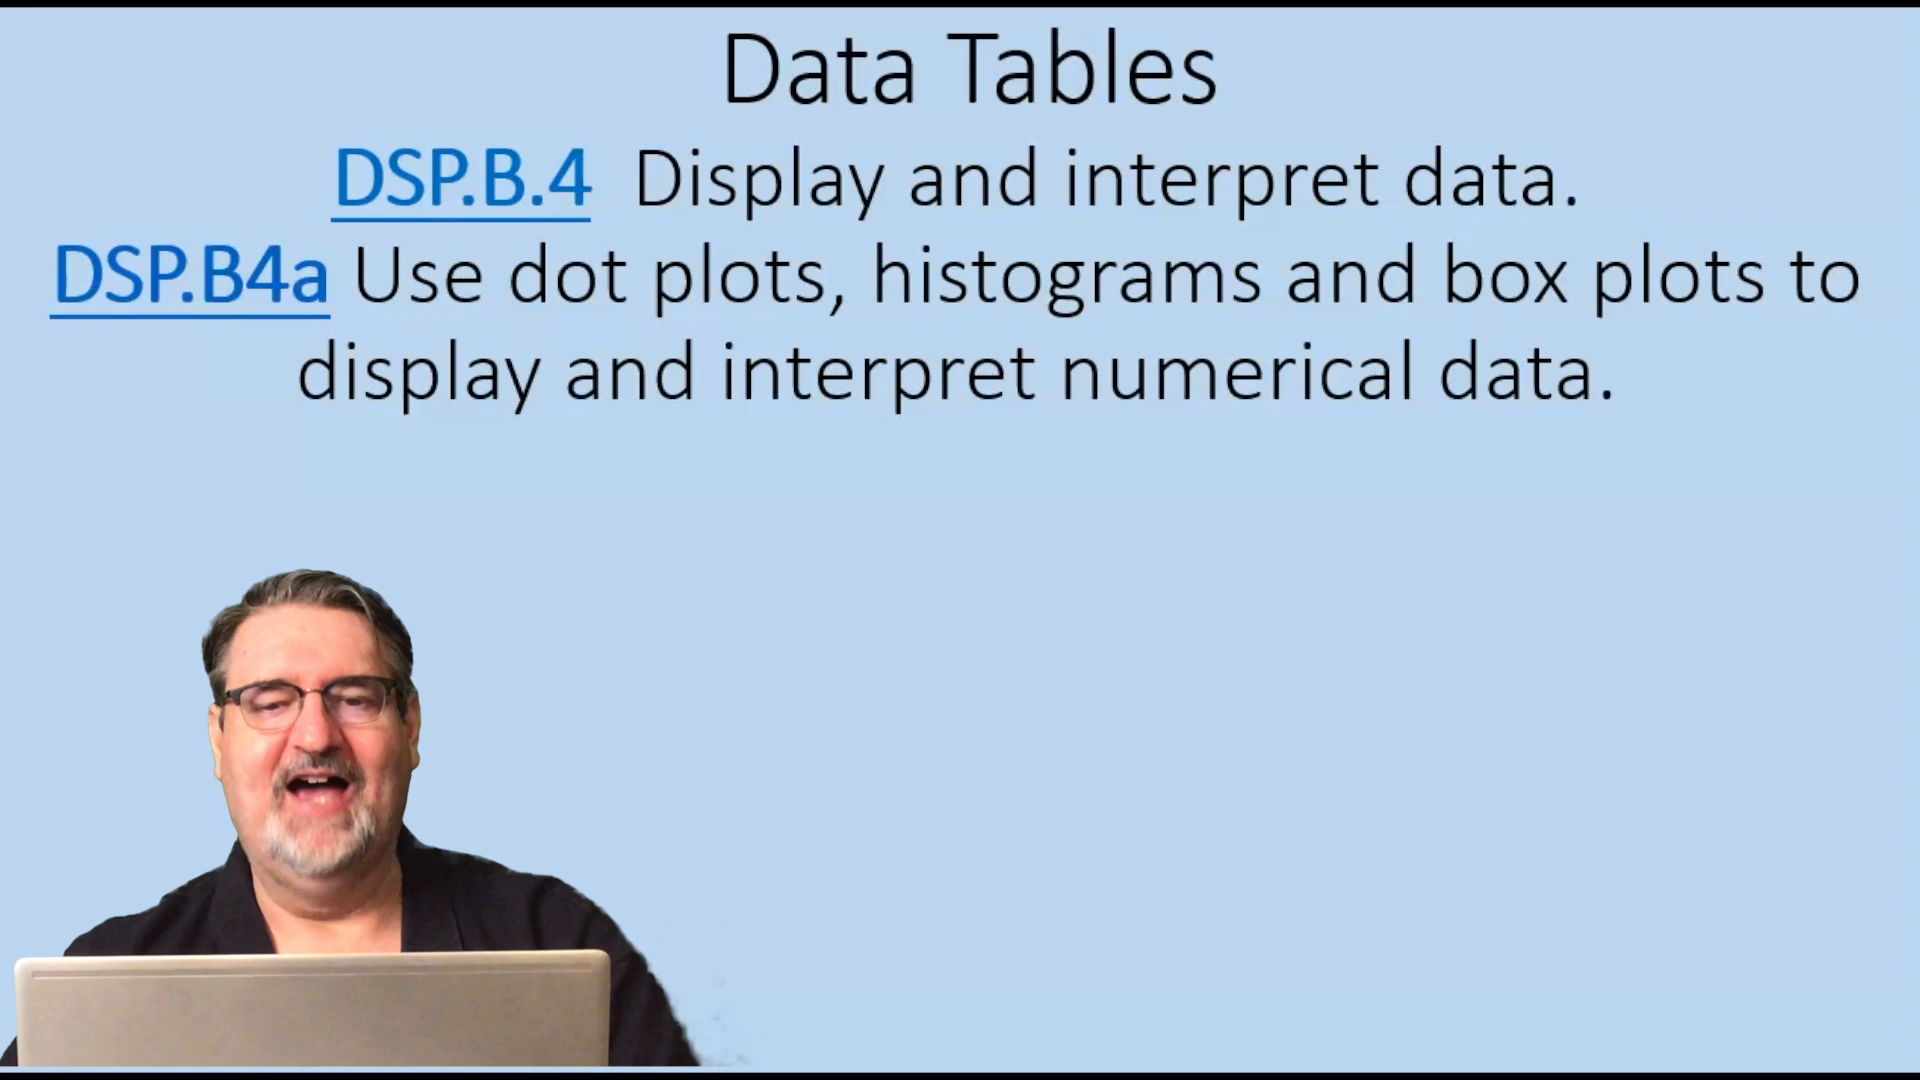 Data Tables
DSP.B.4 Display and interpret data.
DSP.B4a Use dot plots, histograms and box plots to
display and interpret numerical data.